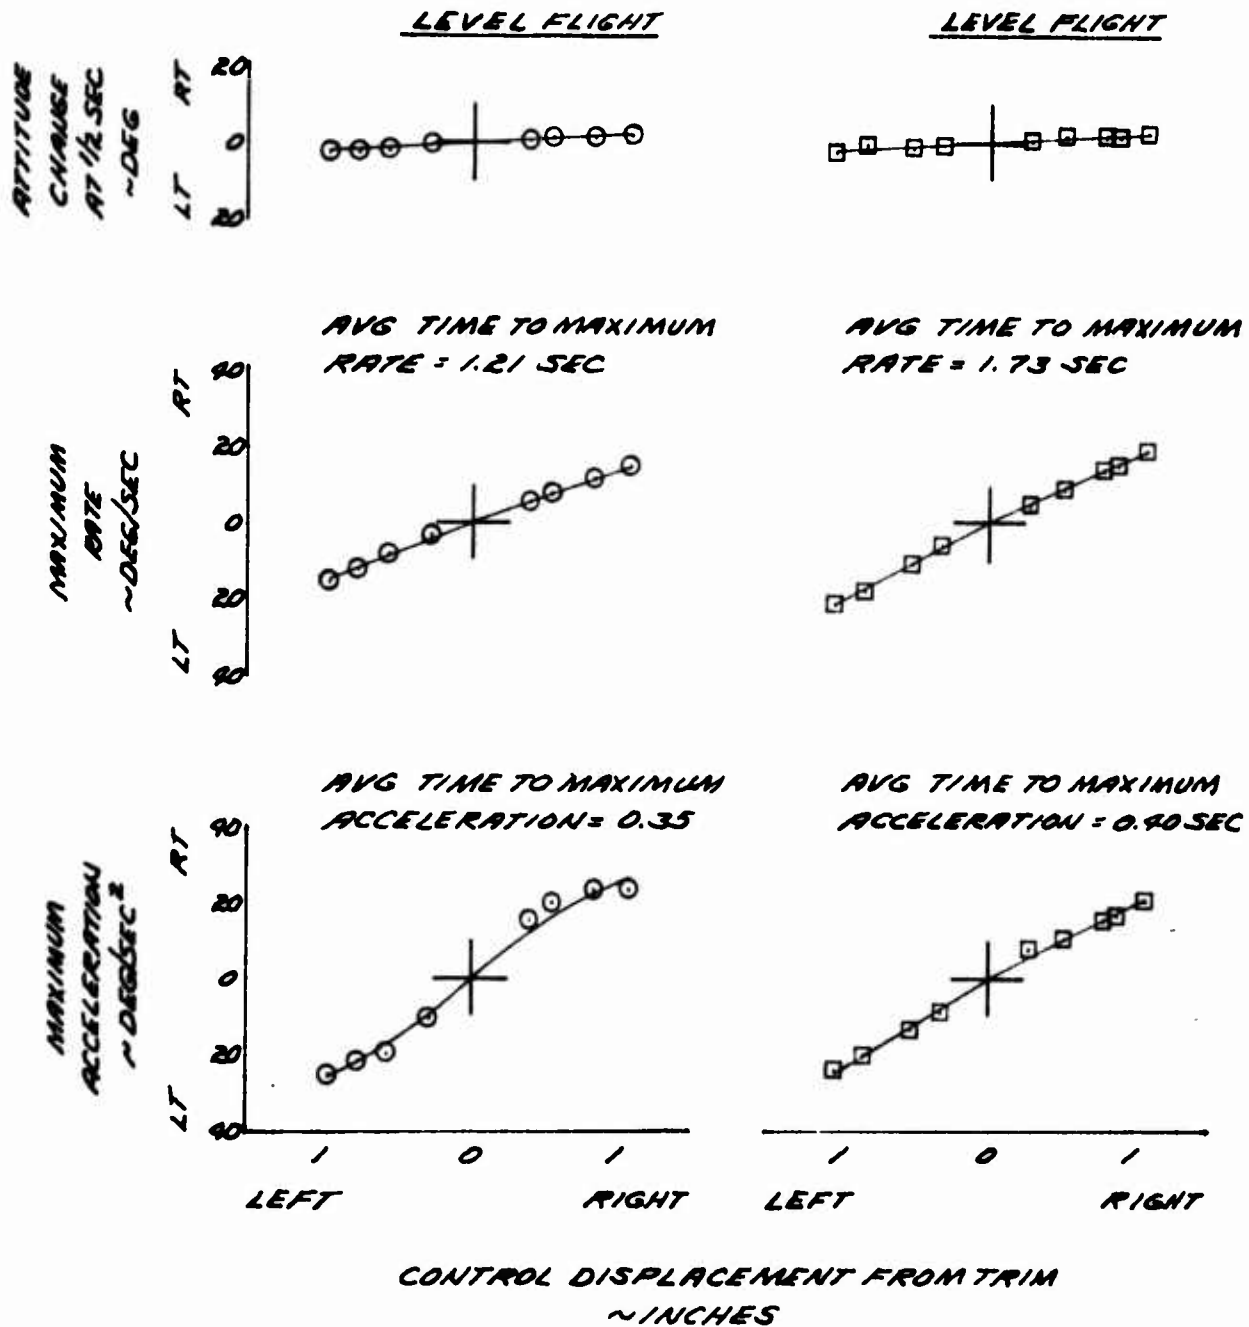 LEVEL FLIGHT
LEVEL FLIGHT
ATTITUDE
CHANGE
AT 1/2 SEC
~DEG
LT RT
20
0
20
AVG TIME TO MAXIMUM
RATE = 1.21 SEC
AVG TIME TO MAXIMUM
RATE = 1.73 SEC
MAXIMUM
RATE
~DEG/SEC
LT RT
40
20
0
20
40
AVG TIME TO MAXIMUM
ACCELERATION = 0.35
AVG TIME TO MAXIMUM
ACCELERATION = 0.40 SEC
MAXIMUM
ACCELERATION
~DEG/SEC²
LT RT
40
20
0
20
40
1 0 1
1 0 1
LEFT RIGHT
LEFT RIGHT
CONTROL DISPLACEMENT FROM TRIM
~INCHES